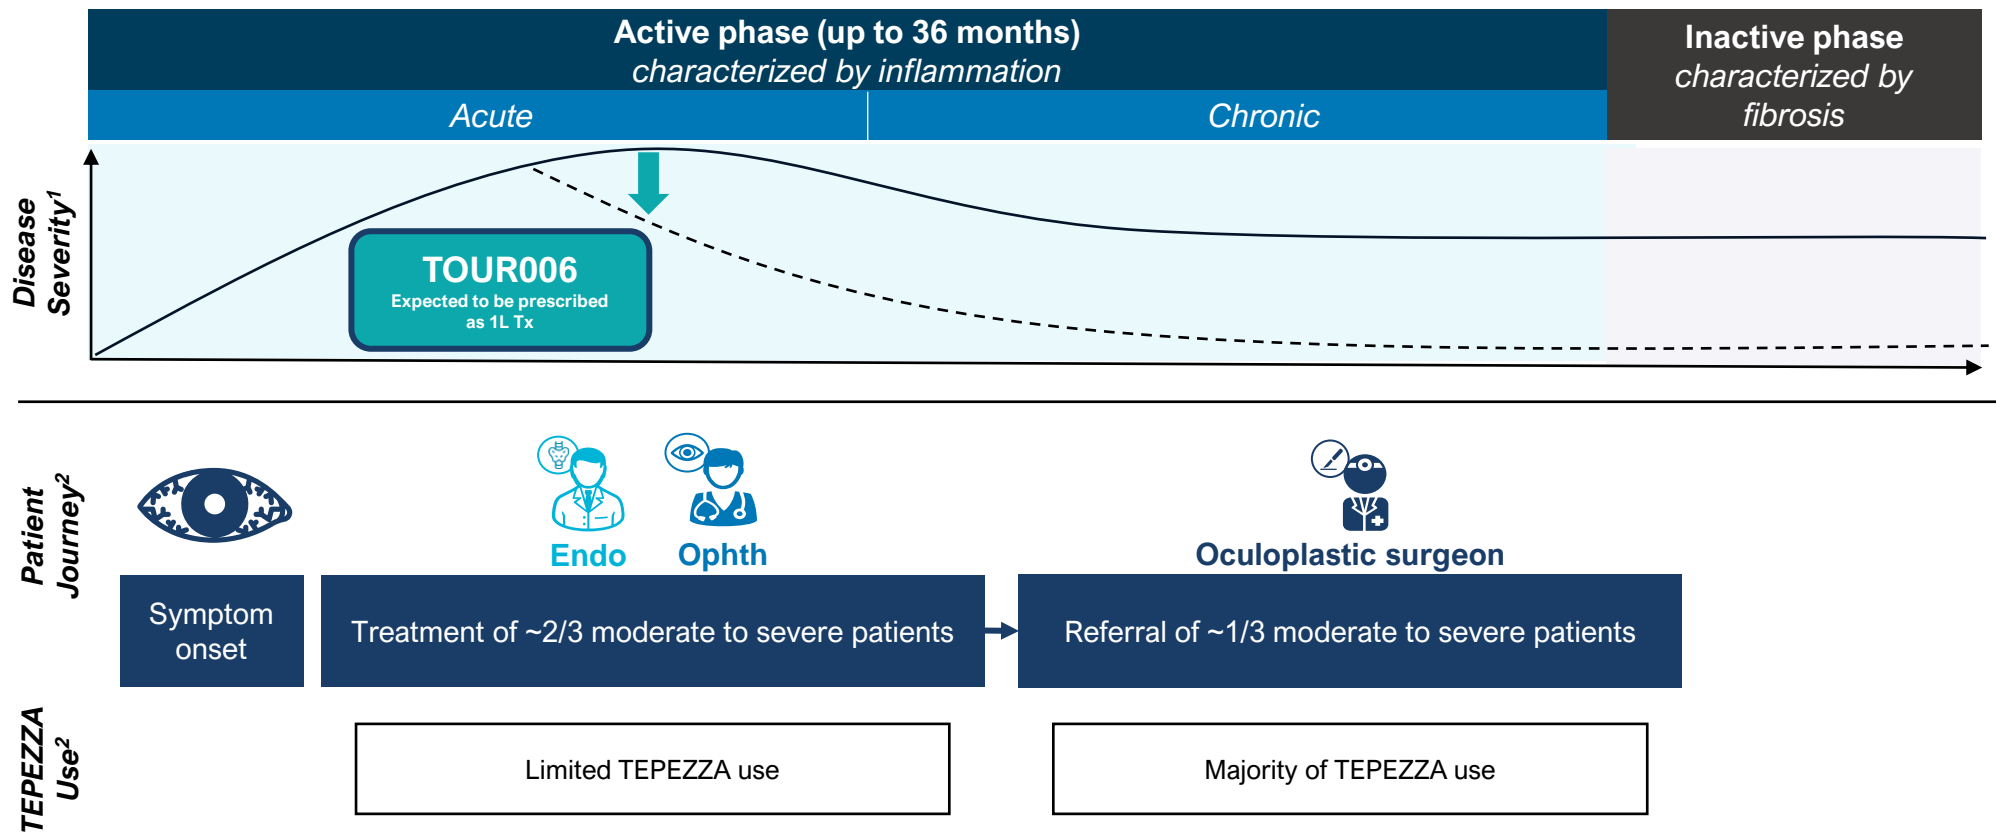 Active phase (up to 36 months)
characterized by inflammation
Inactive phase
characterized by
fibrosis
Acute
Chronic
Disease
Severity1
TOUR006
Expected to be prescribed
as 1L Tx
Patient
Journey2
Endo
Ophth
Oculoplastic surgeon
Symptom
onset
Treatment of ~2/3 moderate to severe patients
Referral of ~1/3 moderate to severe patients
TEPEZZA
Use2
Limited TEPEZZA use
Majority of TEPEZZA use